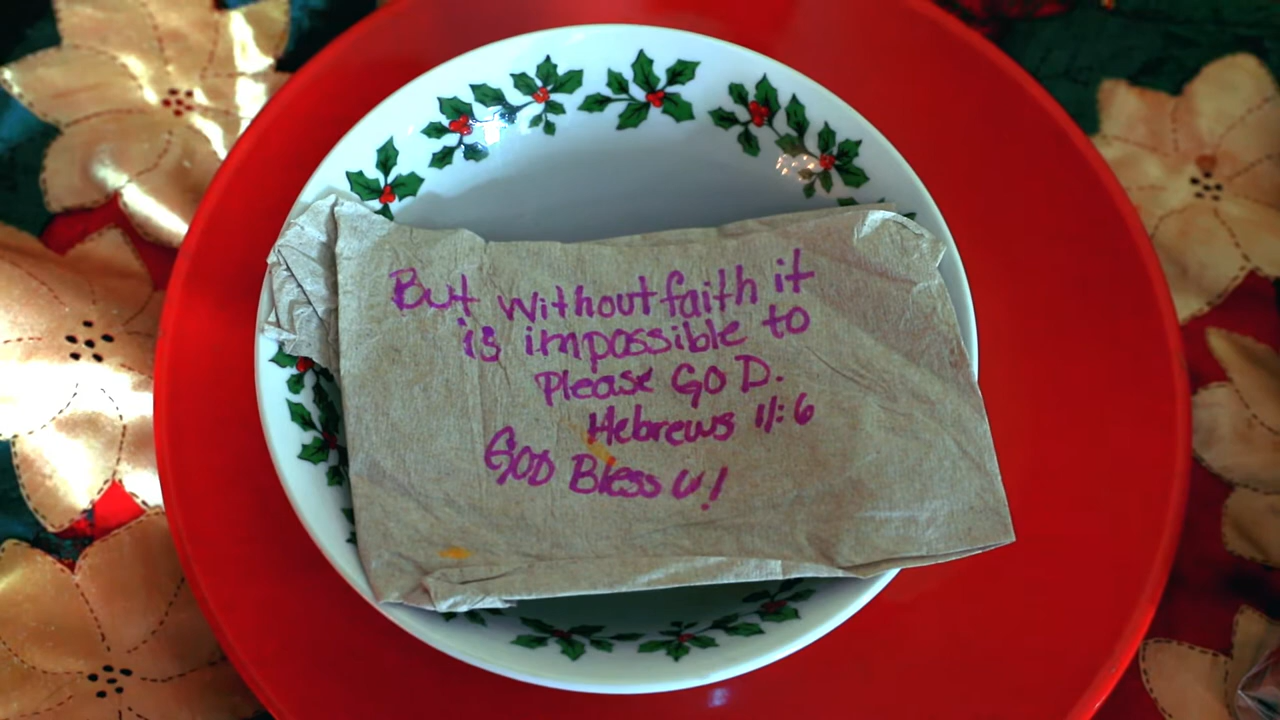 But without faith it
is impossible to
Please GOD.
Hebrews 11:6
GOD Bless U!